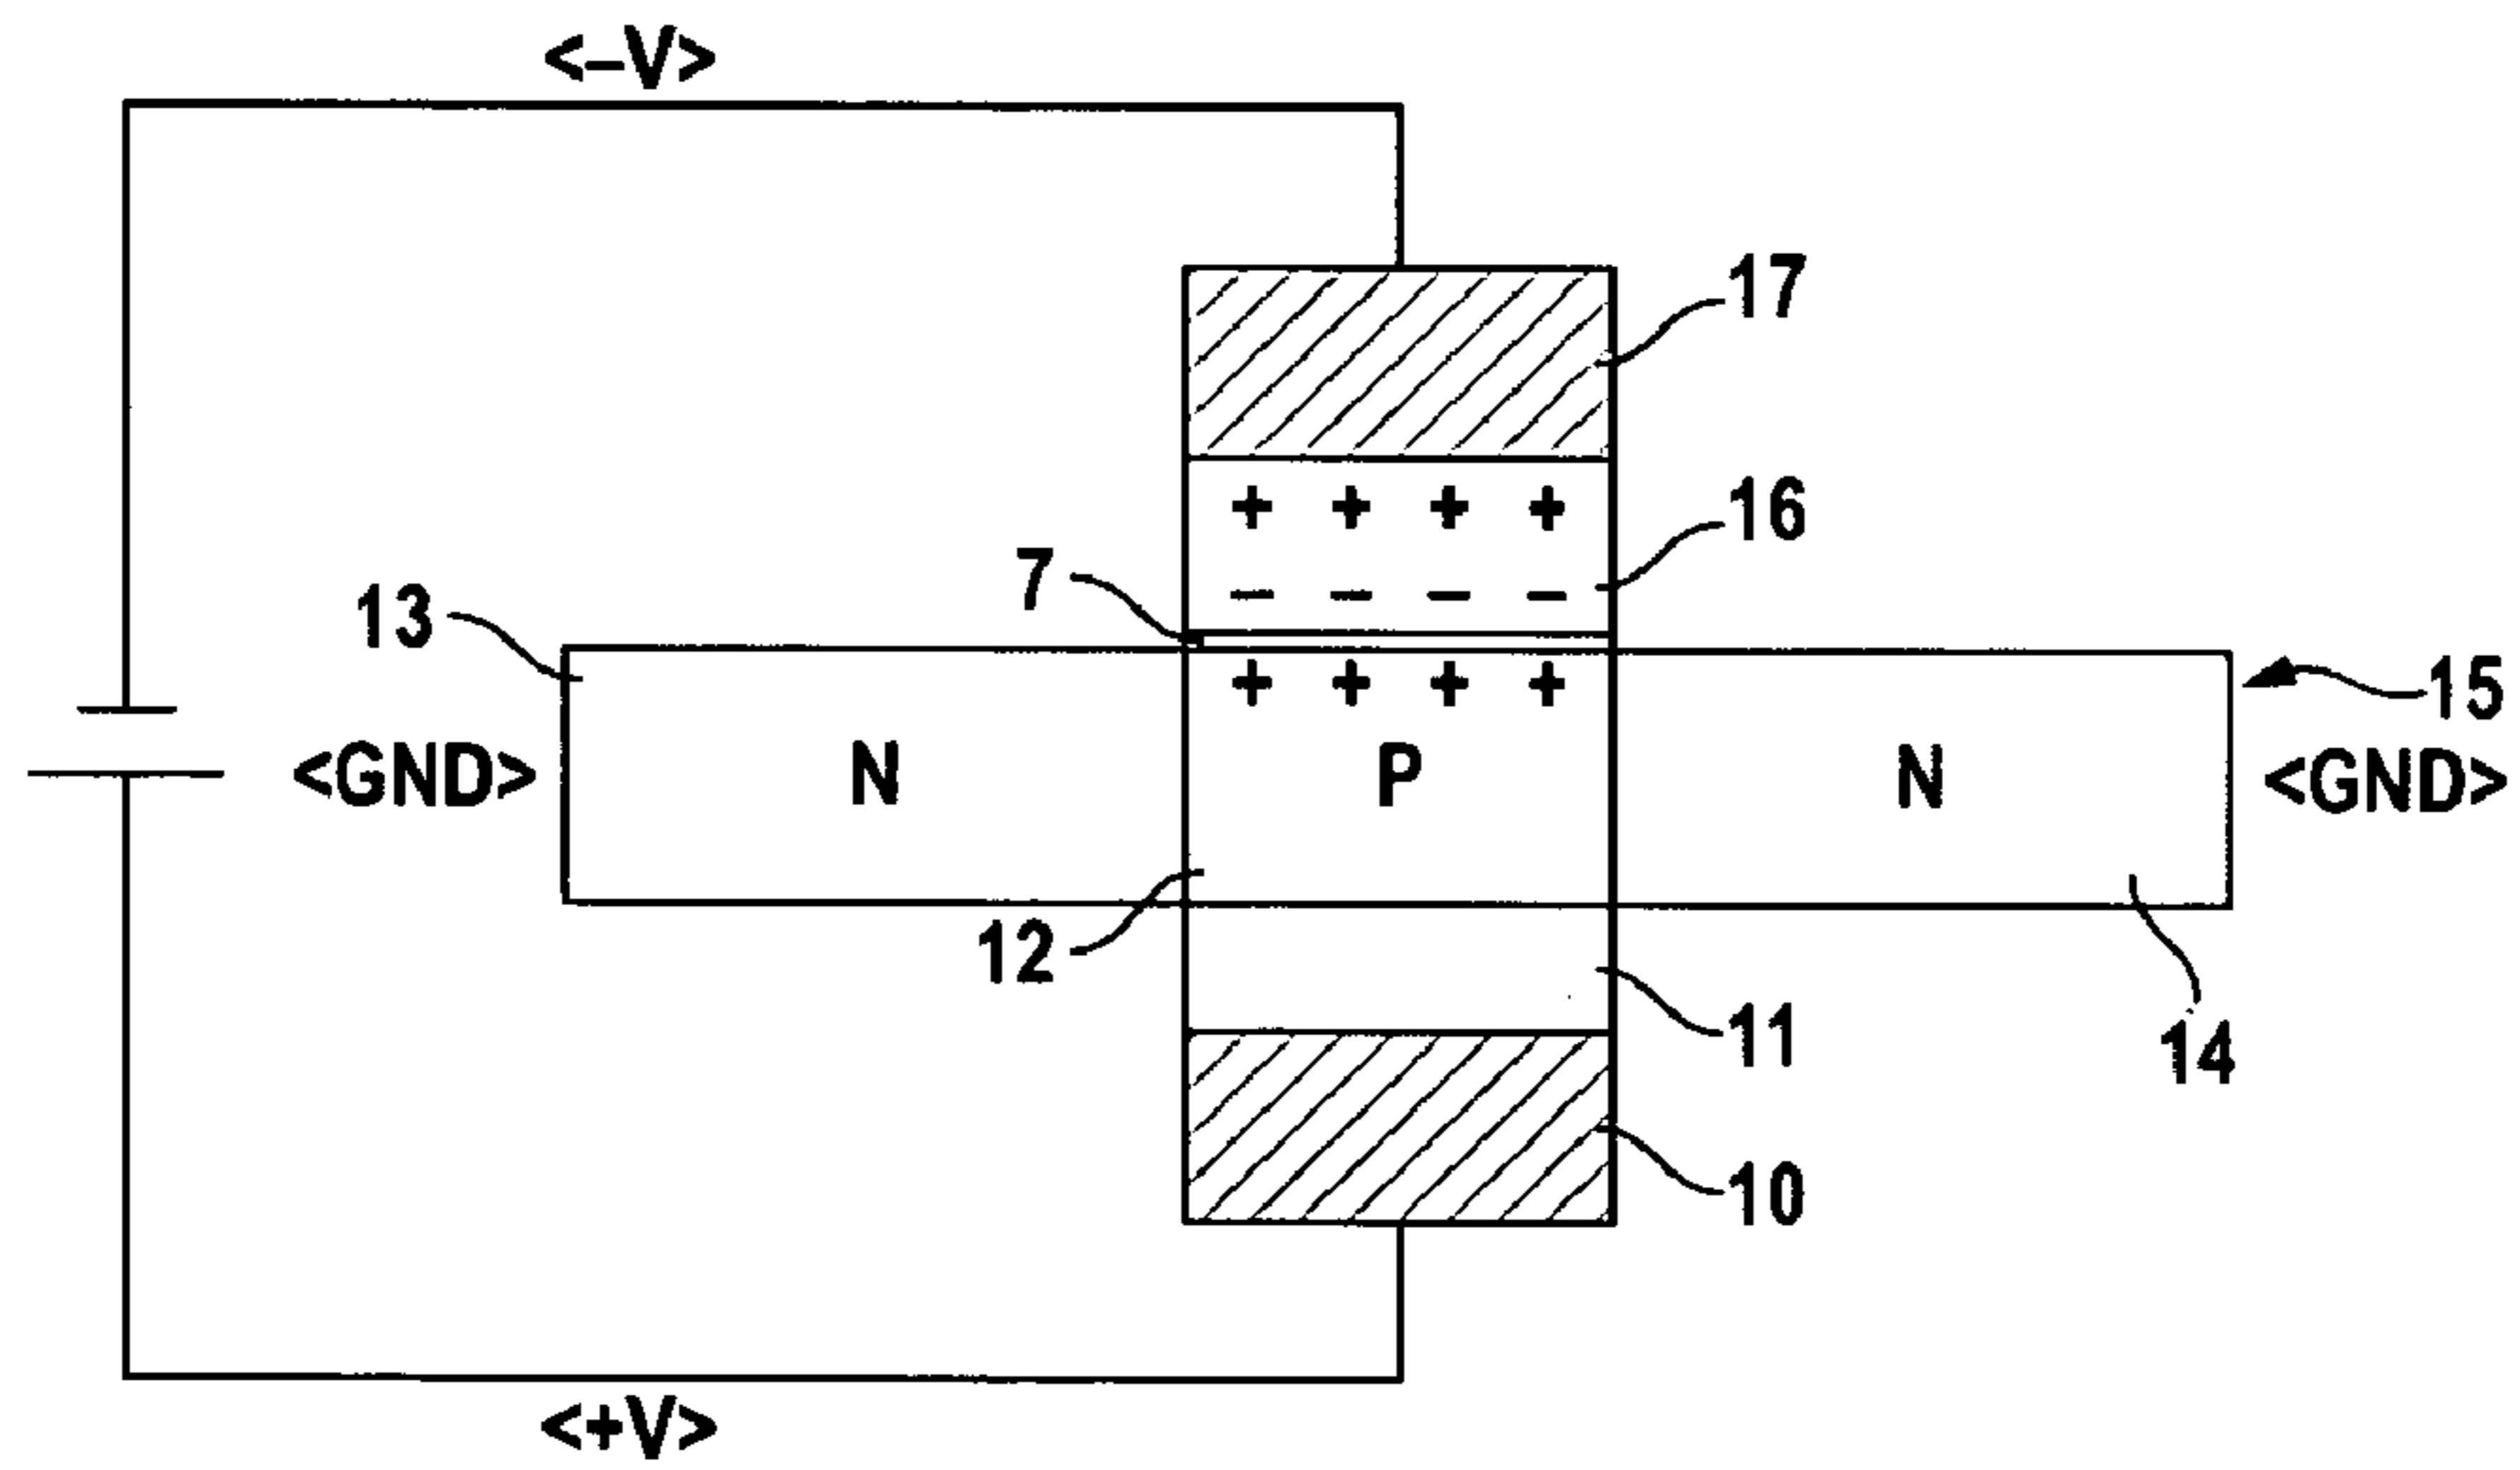 <–V>
17
+ + + +
16
7
– – – –
13
+ + + +
15
<GND>
N
P
N
<GND>
12
11
14
10
<+V>